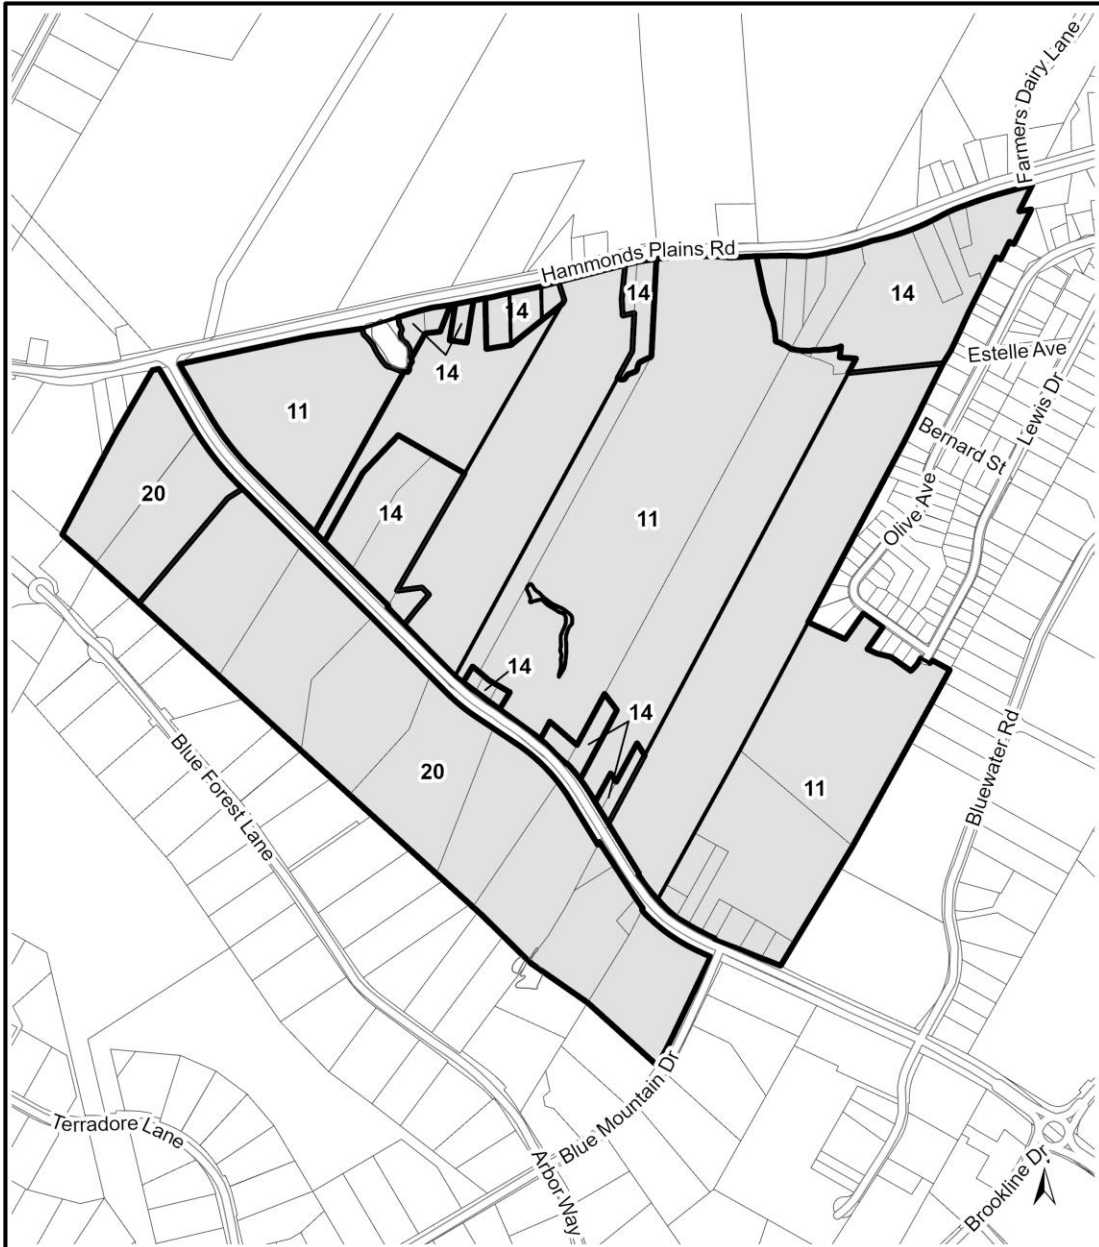 Farmers Dairy Lane
Hammonds Plains Rd
14
14
14
14
Estelle Ave
Lewis Dr
11
Bernard St
20
14
11
Olive Ave
14
14
Bluewater Rd
Blue Forest Lane
20
11
Terradore Lane
Blue Mountain Dr
Arbor Way
Brookline Dr